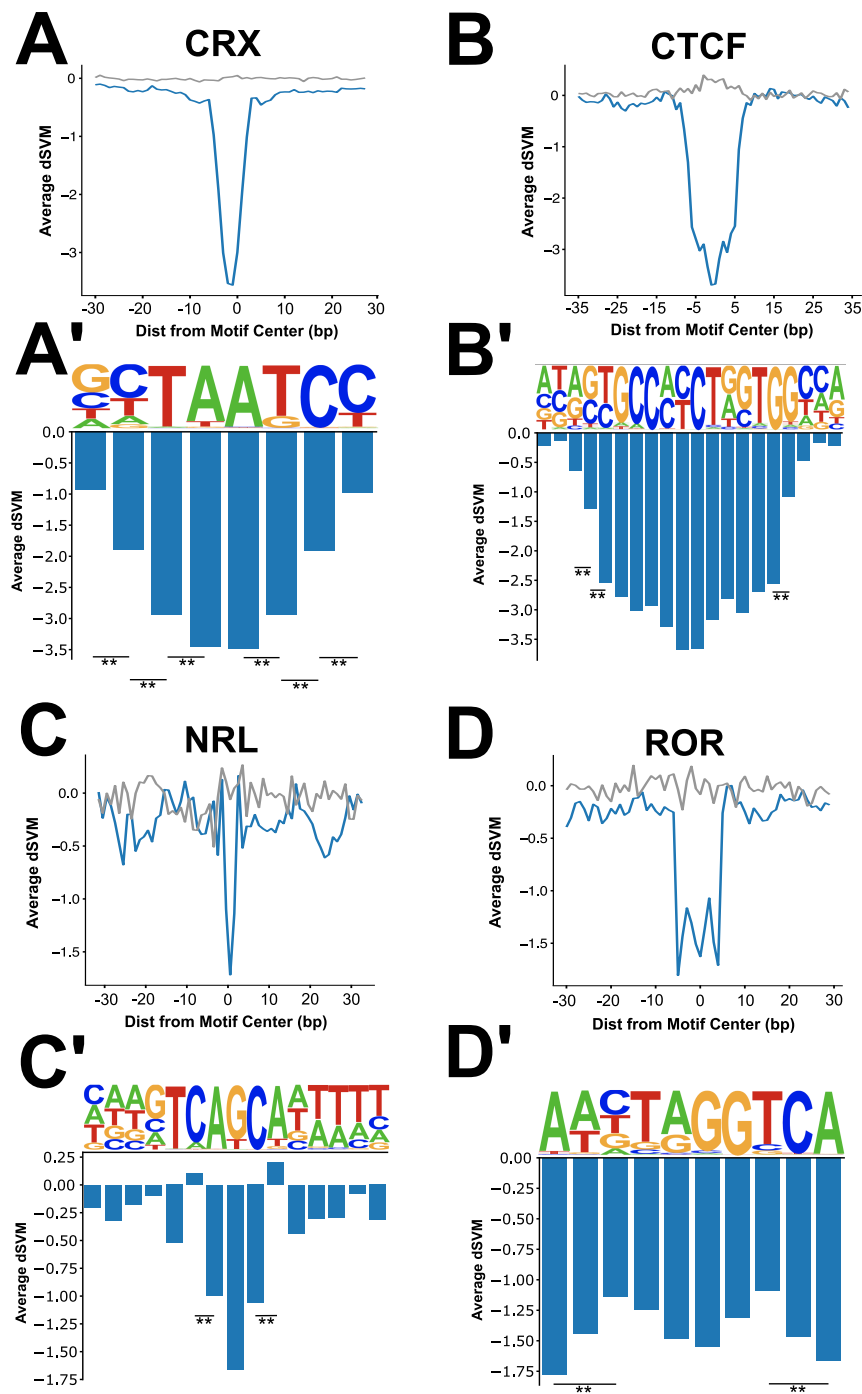 A
CRX
0
−1
−2
−3
Average dSVM
-30 -20 -10 0 10 20 30
Dist from Motif Center (bp)
B
CTCF
0
−1
−2
−3
Average dSVM
-35 -25 -15 -5 5 15 25 35
Dist from Motif Center (bp)
A'
GCTAATCC
CTTATGT
TA
AG
0.0
−0.5
−1.0
−1.5
−2.0
−2.5
−3.0
−3.5
Average dSVM
** ** ** ** ** **
B'
ATAGTGCCACCTGGTGGCCA
0.0
−0.5
−1.0
−1.5
−2.0
−2.5
−3.0
−3.5
Average dSVM
** ** **
C
NRL
0.0
−0.5
−1.0
−1.5
Average dSVM
-30 -20 -10 0 10 20 30
Dist from Motif Center (bp)
D
ROR
0.0
−0.5
−1.0
−1.5
Average dSVM
-30 -20 -10 0 10 20 30
Dist from Motif Center (bp)
C'
CAAGTCAGCAATTTT
0.25
0.00
−0.25
−0.50
−0.75
−1.00
−1.25
−1.50
−1.75
Average dSVM
** **
D'
AACTAGGTCA
0.00
−0.25
−0.50
−0.75
−1.00
−1.25
−1.50
−1.75
Average dSVM
** **